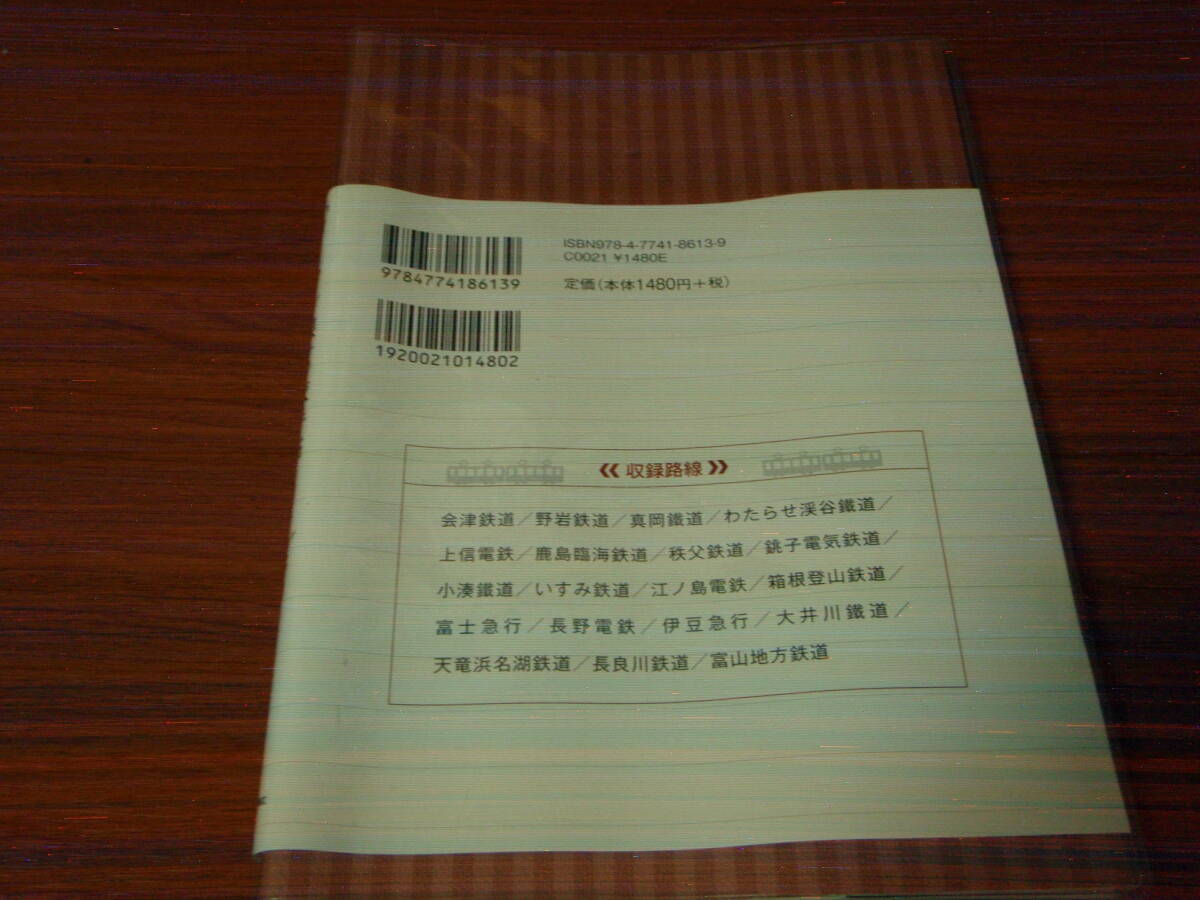 ISBN978-4-7741-8613-9
C0021 ¥1480E
9784774186139
定価(本体1480円+税)
1920021014802
《収録路線》
会津鉄道/野岩鉄道/真岡鐵道/わたらせ渓谷鐵道/
上信電鉄/鹿島臨海鉄道/秩父鉄道/銚子電気鉄道/
小湊鐵道/いすみ鉄道/江ノ島電鉄/箱根登山鉄道/
富士急行/長野電鉄/伊豆急行/大井川鐵道/
天竜浜名湖鉄道/長良川鉄道/富山地方鉄道